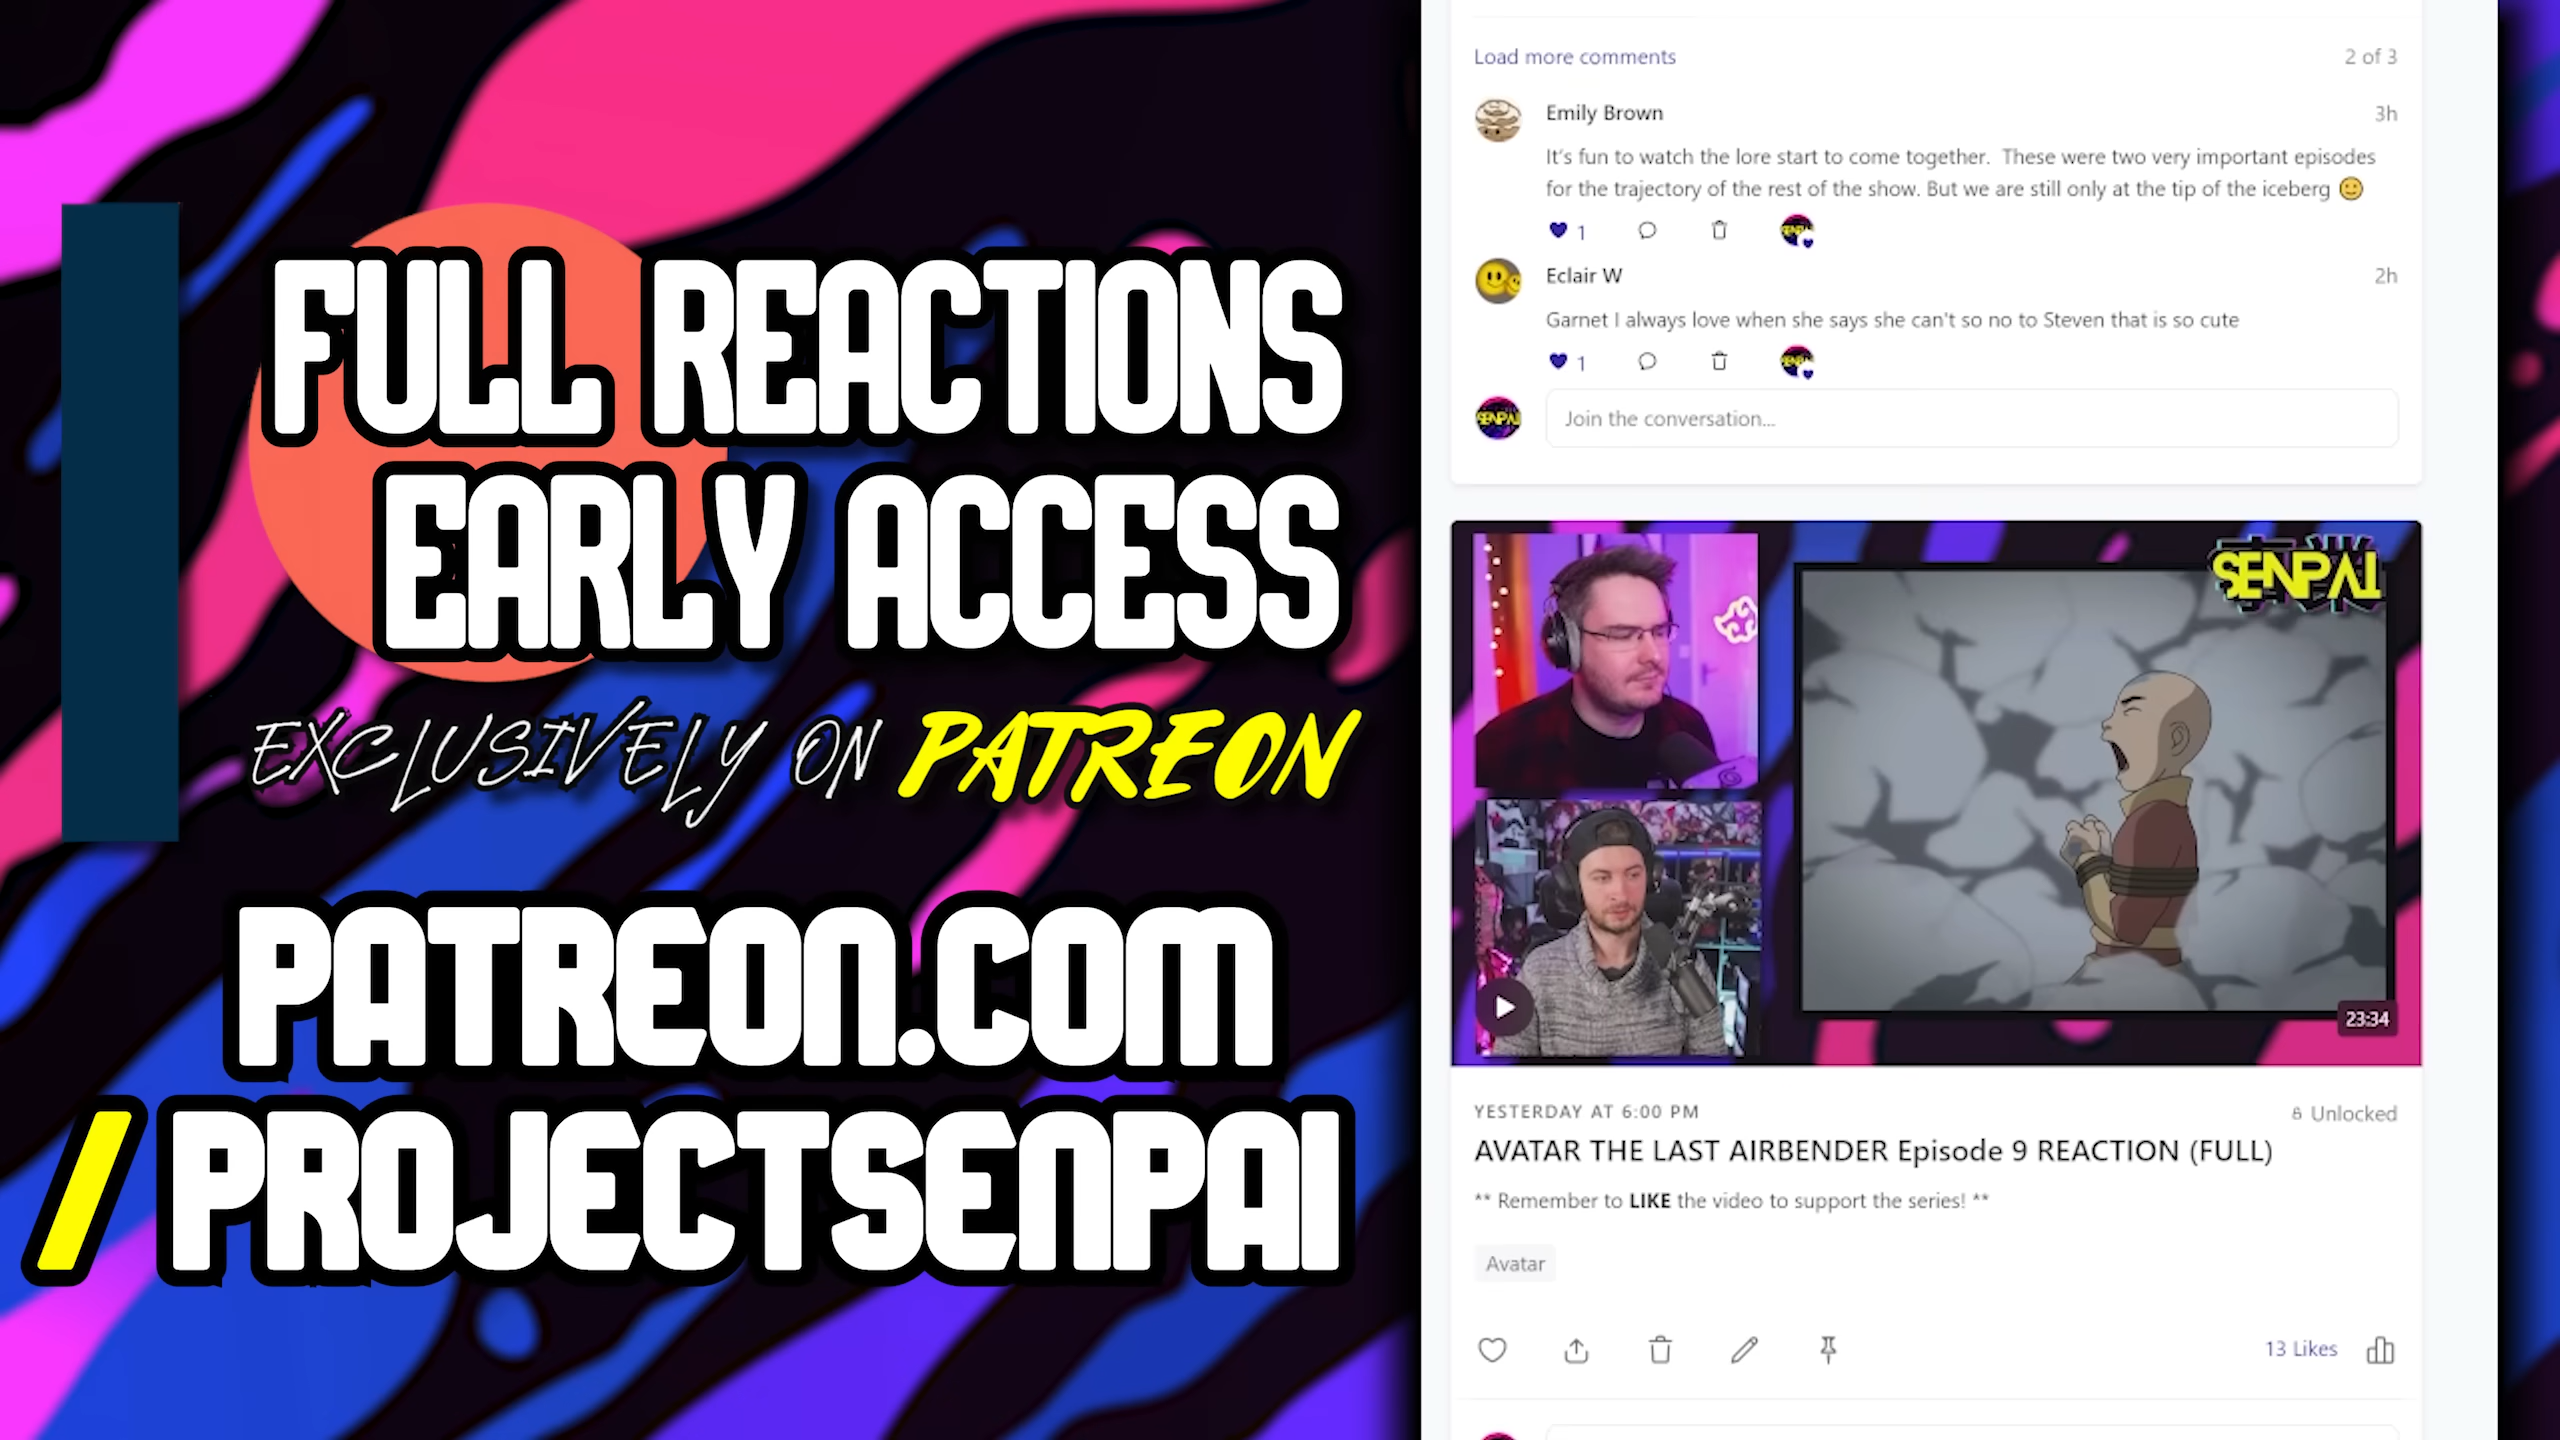 FULL REACTIONS
EARLY ACCESS
EXCLUSIVELY ON PATREON
PATREON.COM
/PROJECTSENPAI
Load more comments
2 of 3
Emily Brown
3h
It's fun to watch the lore start to come together. These were two very important episodes
for the trajectory of the rest of the show. But we are still only at the tip of the iceberg 🙂
1
Eclair W
2h
Garnet I always love when she says she can't so no to Steven that is so cute
1
SENPAI
Join the conversation...
SENPAI
23:34
YESTERDAY AT 6:00 PM
Unlocked
AVATAR THE LAST AIRBENDER Episode 9 REACTION (FULL)
** Remember to LIKE the video to support the series! **
Avatar
13 Likes